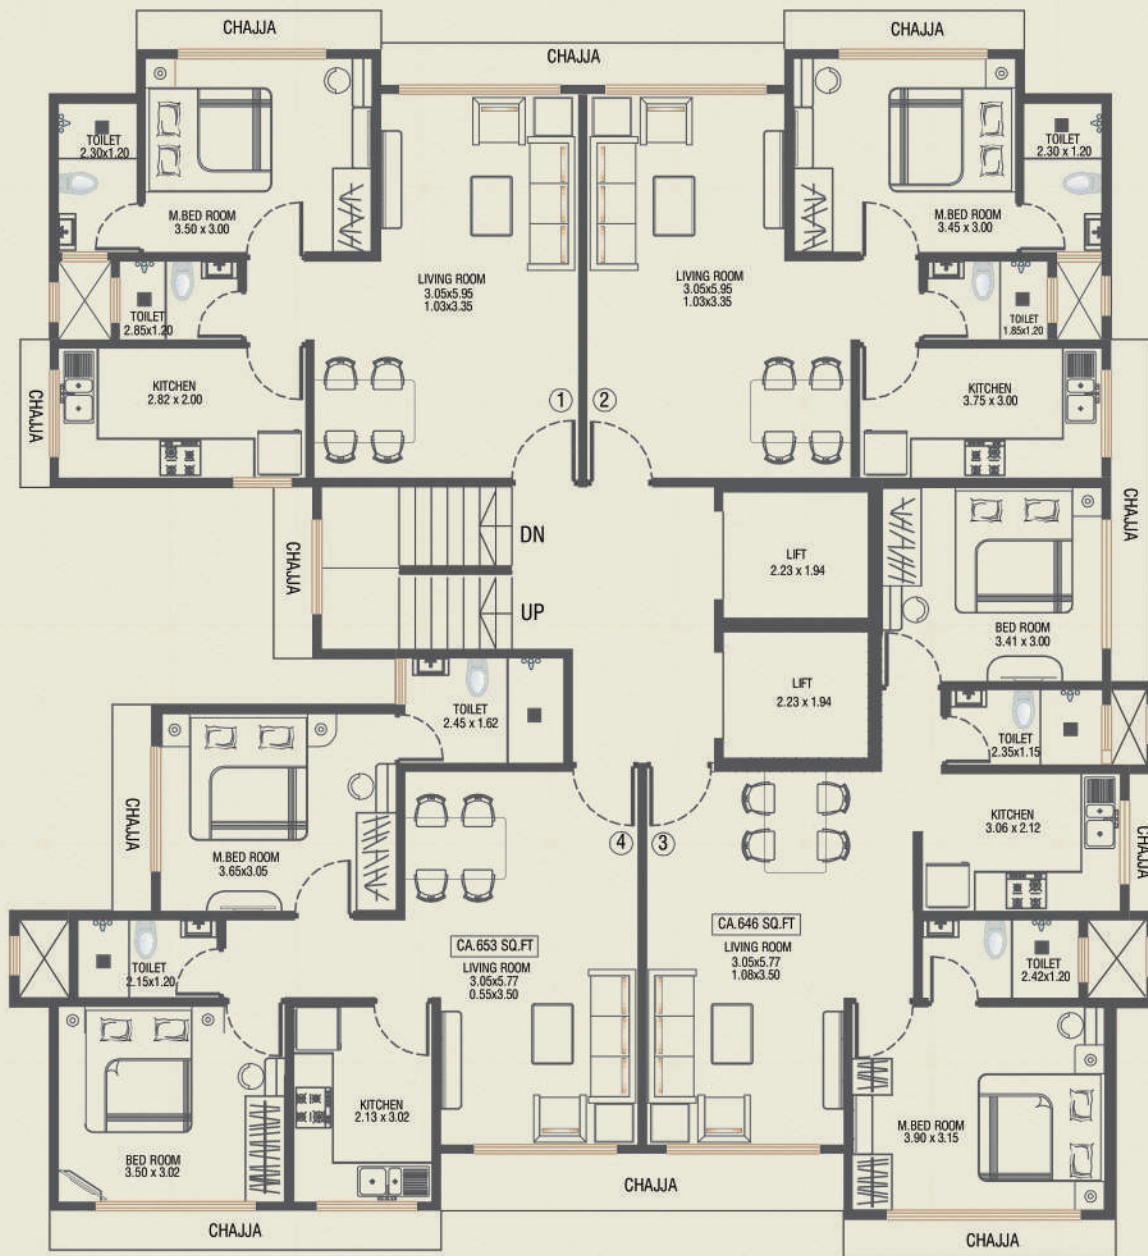 CHAJJA
CHAJJA
CHAJJA
TOILET
2.30x1.20
M.BED ROOM
3.50 x 3.00
M.BED ROOM
3.45 x 3.00
TOILET
2.30 x 1.20
LIVING ROOM
3.05x5.95
1.03x3.35
LIVING ROOM
3.05x5.95
1.03x3.35
TOILET
2.85x1.20
TOILET
1.85x1.20
CHAJJA
KITCHEN
2.82 x 2.00
1
2
KITCHEN
3.75 x 3.00
CHAJJA
CHAJJA
DN
UP
LIFT
2.23 x 1.94
BED ROOM
3.41 x 3.00
LIFT
2.23 x 1.94
TOILET
2.45 x 1.62
TOILET
2.35x1.15
CHAJJA
M.BED ROOM
3.65x3.05
4
3
KITCHEN
3.06 x 2.12
CHAJJA
CA.653 SQ.FT
LIVING ROOM
3.05x5.77
0.55x3.50
CA.646 SQ.FT
LIVING ROOM
3.05x5.77
1.08x3.50
TOILET
2.15x1.20
TOILET
2.42x1.20
BED ROOM
3.50 x 3.02
KITCHEN
2.13 x 3.02
M.BED ROOM
3.90 x 3.15
CHAJJA
CHAJJA
CHAJJA